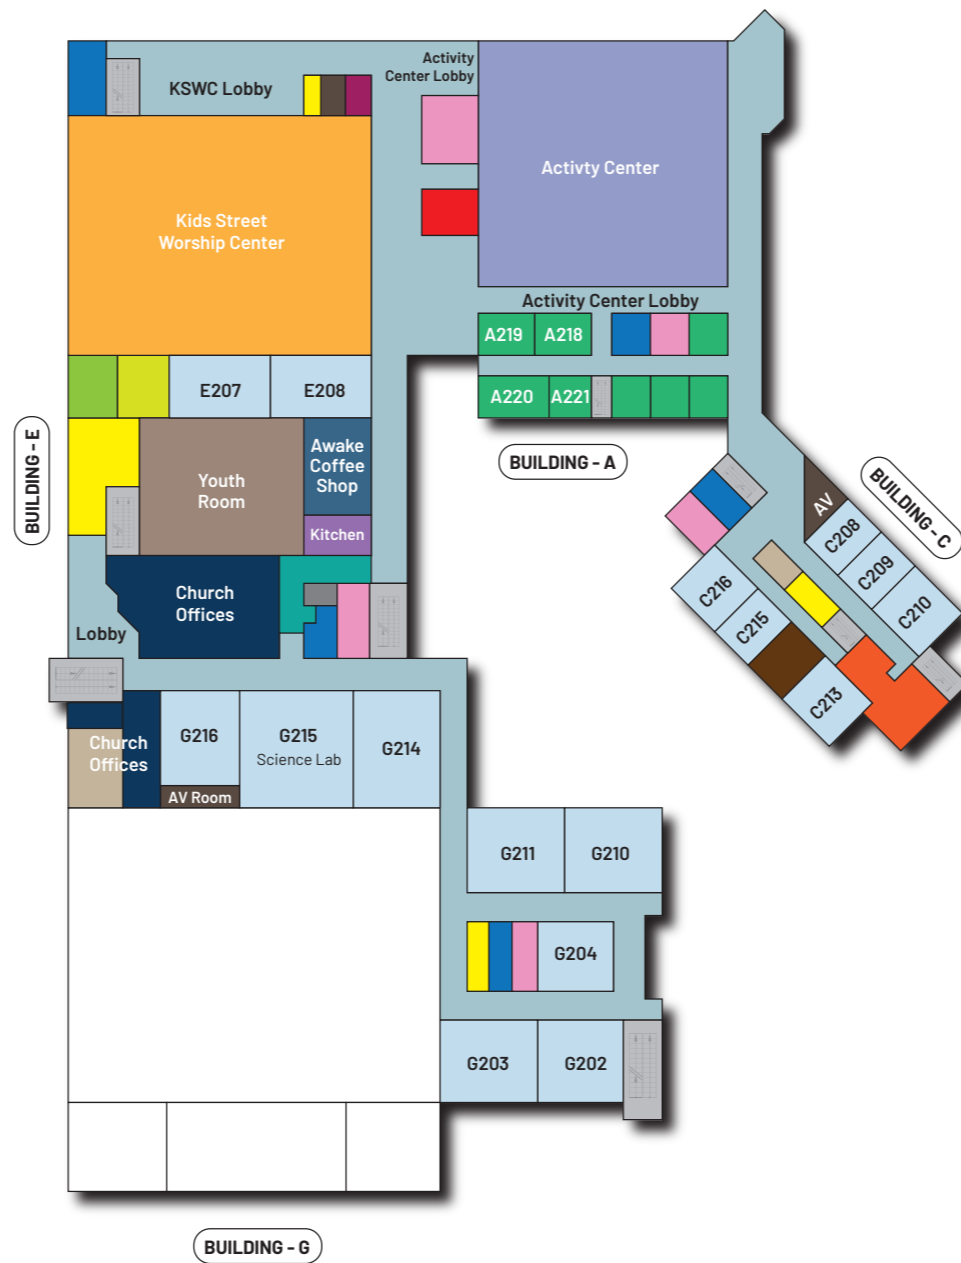 Activity
Center Lobby
KSWC Lobby
Activty Center
Kids Street
Worship Center
Activity Center Lobby
A219
A218
E207
E208
A220
A221
BUILDING - E
Youth
Room
Awake
Coffee
Shop
Kitchen
BUILDING - A
BUILDING - C
AV
C208
C209
C210
C216
C215
C213
Church
Offices
Lobby
Church
Offices
G216
G215
Science Lab
G214
AV Room
G211
G210
G204
G203
G202
BUILDING - G